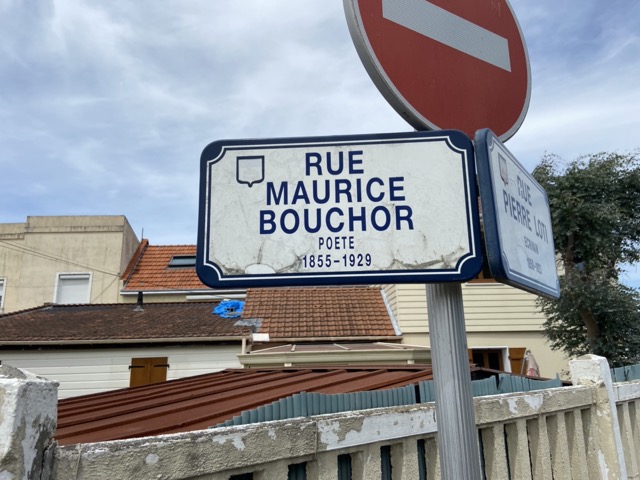 RUE
MAURICE
BOUCHOR
POETE
1855-1929
RUE
PIERRE LOTI